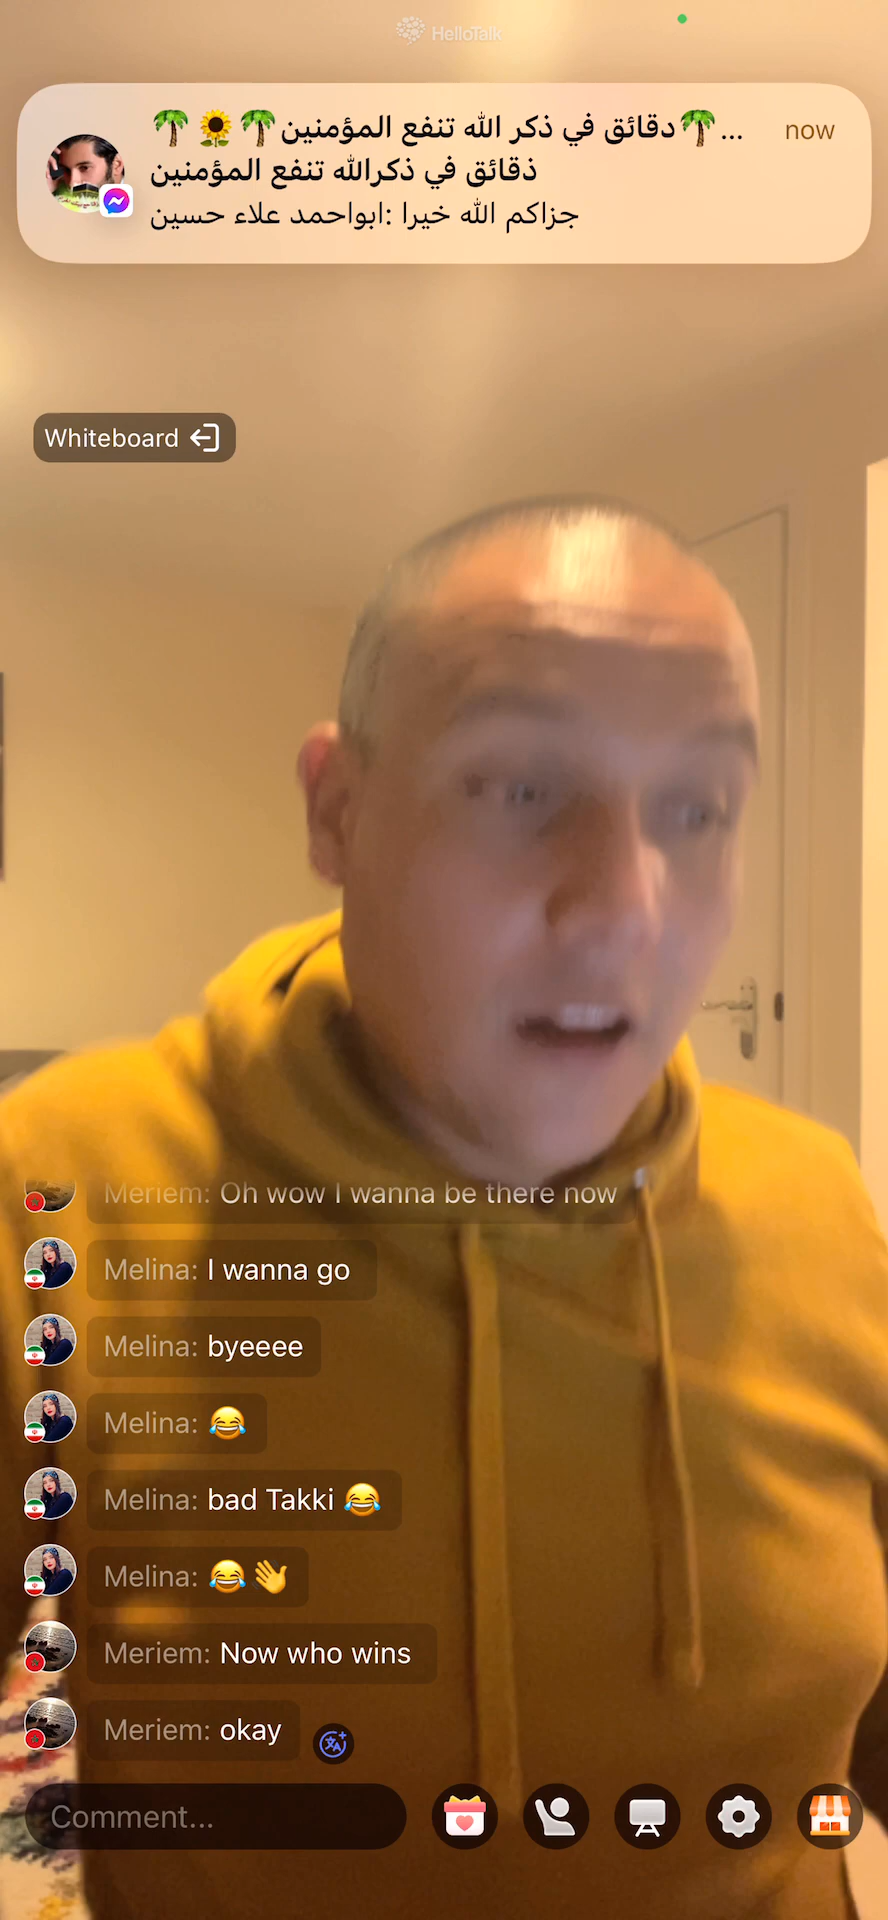 HelloTalk
🌴🌻🌴دقائق في ذكر الله تنفع المؤمنين🌴...
now
ذقائق في ذكرالله تنفع المؤمنين
جزاكم الله خيرا :ابواحمد علاء حسين
Whiteboard
Meriem: Oh wow I wanna be there now
Melina: I wanna go
Melina: byeeee
Melina: 😂
Melina: bad Takki 😂
Melina: 😂👋
Meriem: Now who wins
Meriem: okay
Comment...